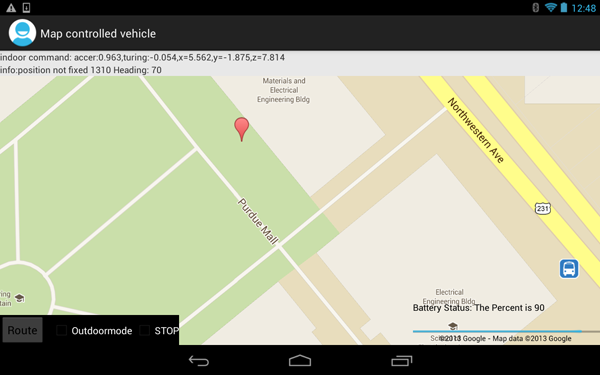 12:48
Map controlled vehicle
indoor command: accer:0.963,turing:-0.054,x=5.562,y=-1.875,z=7.814
info:position not fixed 1310 Heading: 70
Materials and
Electrical
Engineering Bldg
Northwestern Ave
231
Purdue Mall
Electrical
Engineering Bldg
Battery Status: The Percent is 90
Route
Outdoormode
STOP
©2013 Google - Map data ©2013 Google